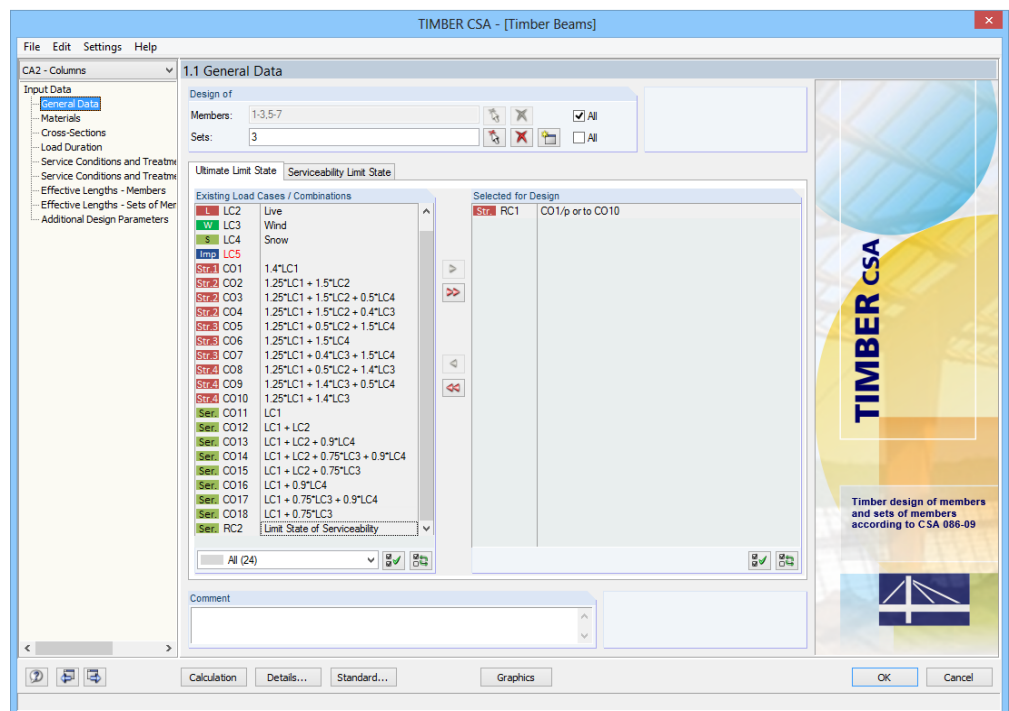 TIMBER CSA - [Timber Beams]
File Edit Settings Help
CA2 - Columns
1.1 General Data
Input Data
General Data
Materials
Cross-Sections
Load Duration
Service Conditions and Treatme
Service Conditions and Treatme
Effective Lengths - Members
Effective Lengths - Sets of Mer
Additional Design Parameters
Design of
Members: 1-3,5-7 All
Sets: 3 All
Ultimate Limit State Serviceability Limit State
Existing Load Cases / Combinations
L LC2 Live
W LC3 Wind
S LC4 Snow
Imp LC5
Str.1 CO1 1.4*LC1
Str.2 CO2 1.25*LC1 + 1.5*LC2
Str.2 CO3 1.25*LC1 + 1.5*LC2 + 0.5*LC4
Str.2 CO4 1.25*LC1 + 1.5*LC2 + 0.4*LC3
Str.3 CO5 1.25*LC1 + 0.5*LC2 + 1.5*LC4
Str.3 CO6 1.25*LC1 + 1.5*LC4
Str.3 CO7 1.25*LC1 + 0.4*LC3 + 1.5*LC4
Str.4 CO8 1.25*LC1 + 0.5*LC2 + 1.4*LC3
Str.4 CO9 1.25*LC1 + 1.4*LC3 + 0.5*LC4
Str.4 CO10 1.25*LC1 + 1.4*LC3
Ser. CO11 LC1
Ser. CO12 LC1 + LC2
Ser. CO13 LC1 + LC2 + 0.9*LC4
Ser. CO14 LC1 + LC2 + 0.75*LC3 + 0.9*LC4
Ser. CO15 LC1 + LC2 + 0.75*LC3
Ser. CO16 LC1 + 0.9*LC4
Ser. CO17 LC1 + 0.75*LC3 + 0.9*LC4
Ser. CO18 LC1 + 0.75*LC3
Ser. RC2 Limit State of Serviceability
All (24)
Selected for Design
Str. RC1 CO1/p or to CO10
Comment
TIMBER CSA
Timber design of members
and sets of members
according to CSA 086-09
Calculation Details... Standard... Graphics OK Cancel